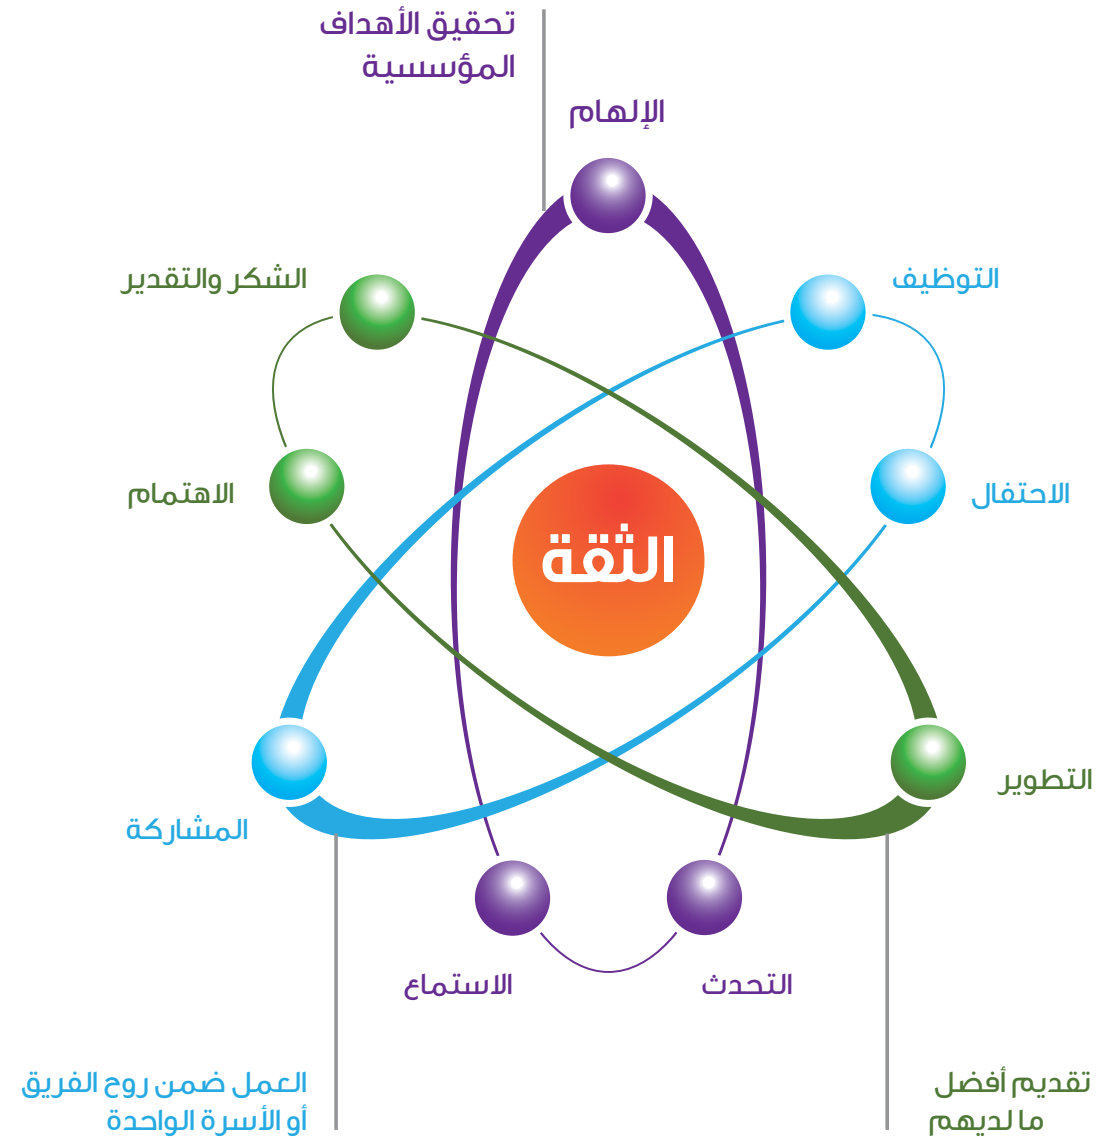 تحقيق الأهداف
المؤسسية
الإلهام
التوظيف
الشكر والتقدير
الاحتفال
الاهتمام
الثقة
التطوير
المشاركة
التحدث
الاستماع
تقديم أفضل
ما لديهم
العمل ضمن روح الفريق
أو الأسرة الواحدة